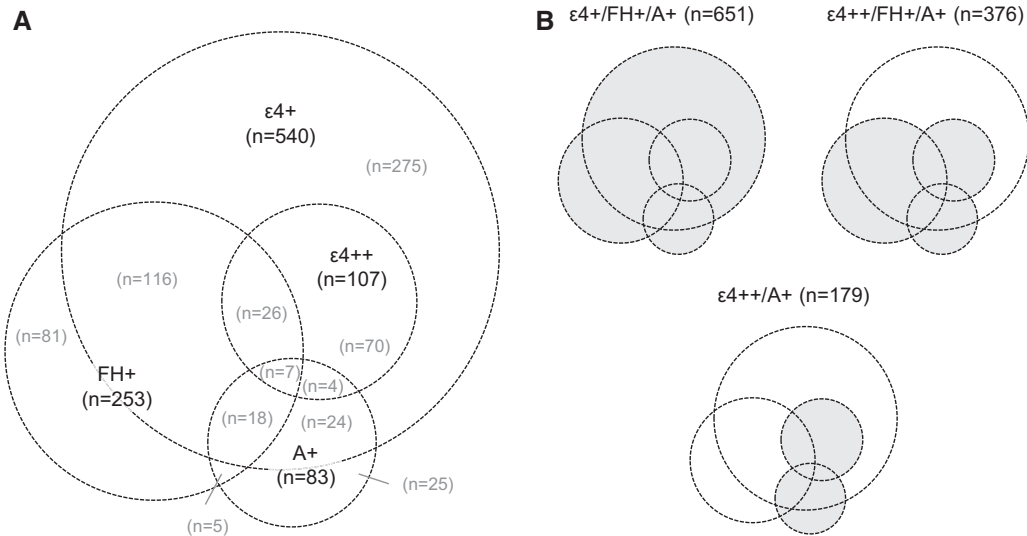 A
ε4+
(n=540)
(n=275)
ε4++
(n=107)
(n=116)
(n=26)
(n=81)
(n=70)
FH+
(n=253)
(n=7)
(n=4)
(n=18)
(n=24)
A+
(n=83)
(n=25)
(n=5)
B
ε4+/FH+/A+ (n=651)
ε4++/FH+/A+ (n=376)
ε4++/A+ (n=179)